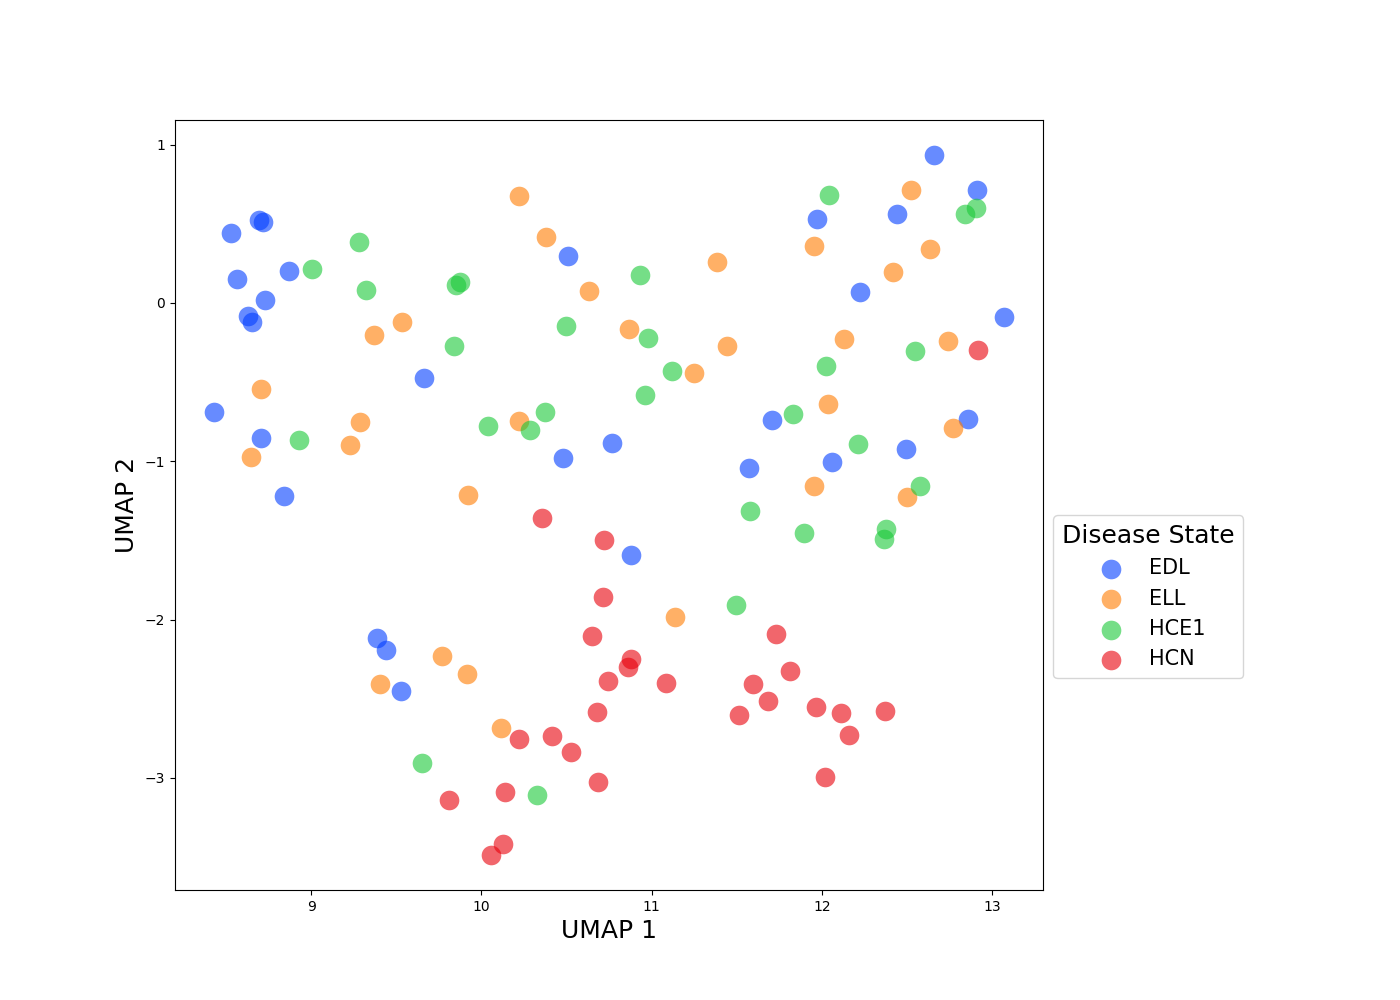 1
0
−1
−2
−3
UMAP 2
9
10
11
12
13
UMAP 1
Disease State
EDL
ELL
HCE1
HCN